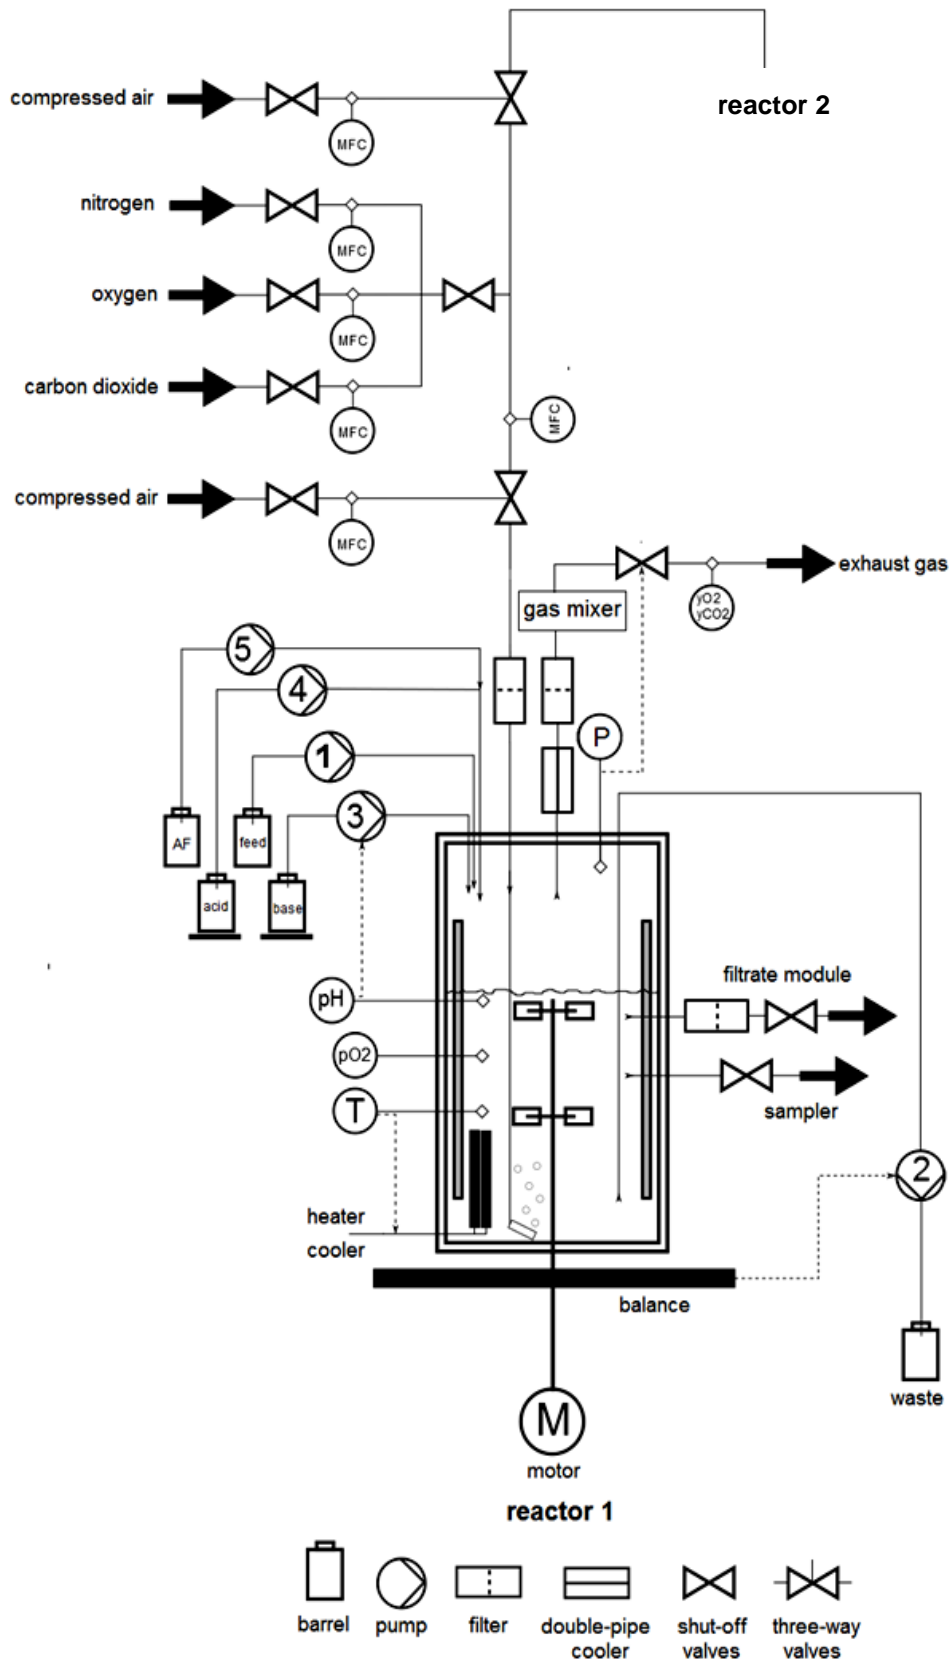 compressed air
reactor 2
MFC
nitrogen
MFC
oxygen
MFC
carbon dioxide
MFC
MFC
compressed air
MFC
exhaust gas
yO2
yCO2
gas mixer
5
4
P
1
3
AF
feed
acid
base
filtrate module
pH
pO2
T
sampler
2
heater
cooler
balance
waste
M
motor
reactor 1
barrel
pump
filter
double-pipe
cooler
shut-off
valves
three-way
valves